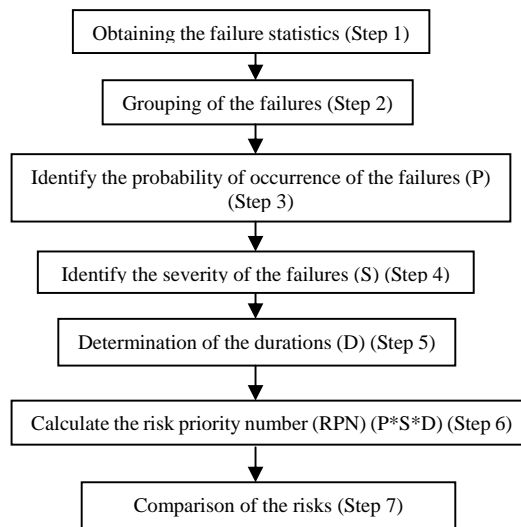 Obtaining the failure statistics (Step 1)
Grouping of the failures (Step 2)
Identify the probability of occurrence of the failures (P)
(Step 3)
Identify the severity of the failures (S) (Step 4)
Determination of the durations (D) (Step 5)
Calculate the risk priority number (RPN) (P*S*D) (Step 6)
Comparison of the risks (Step 7)